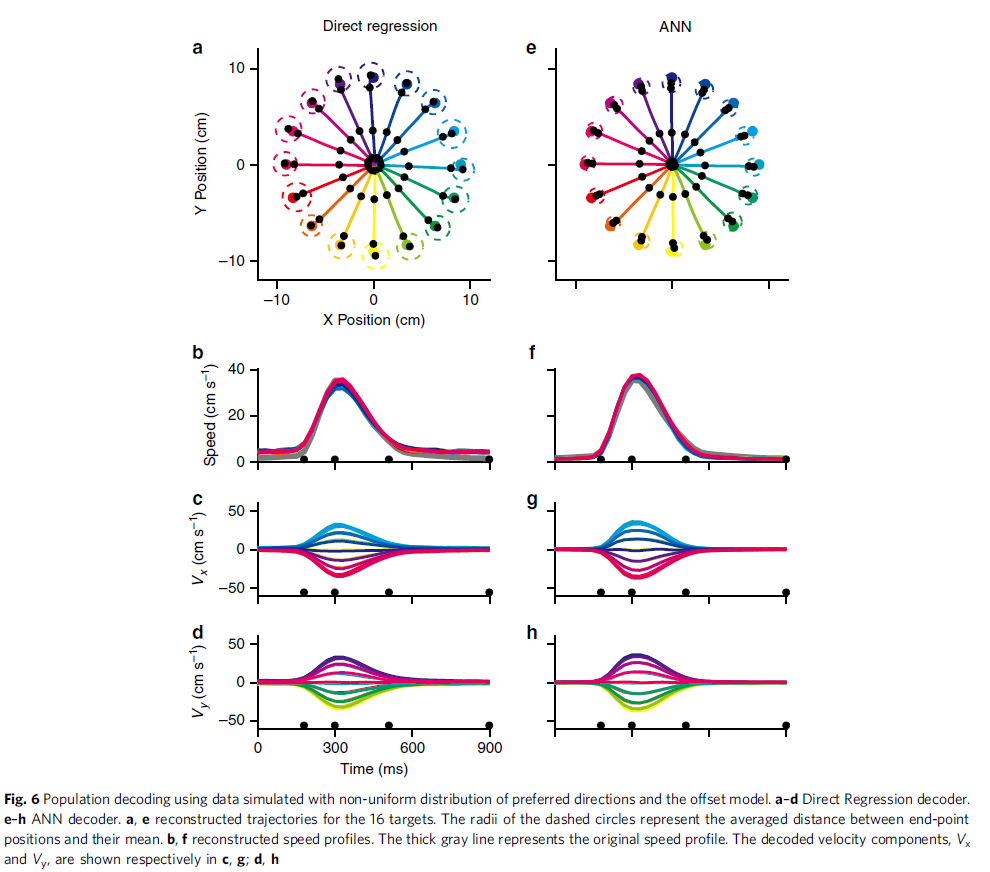 Direct regression
ANN
a
e
10
0
−10
Y Position (cm)
−10
0
10
X Position (cm)
b
f
40
20
0
Speed (cm s−1)
c
g
50
0
−50
Vx (cm s−1)
d
h
50
0
−50
Vy (cm s−1)
0
300
600
900
Time (ms)
Fig. 6 Population decoding using data simulated with non-uniform distribution of preferred directions and the offset model. a–d Direct Regression decoder.
e–h ANN decoder. a, e reconstructed trajectories for the 16 targets. The radii of the dashed circles represent the averaged distance between end-point
positions and their mean. b, f reconstructed speed profiles. The thick gray line represents the original speed profile. The decoded velocity components, Vx
and Vy, are shown respectively in c, g; d, h